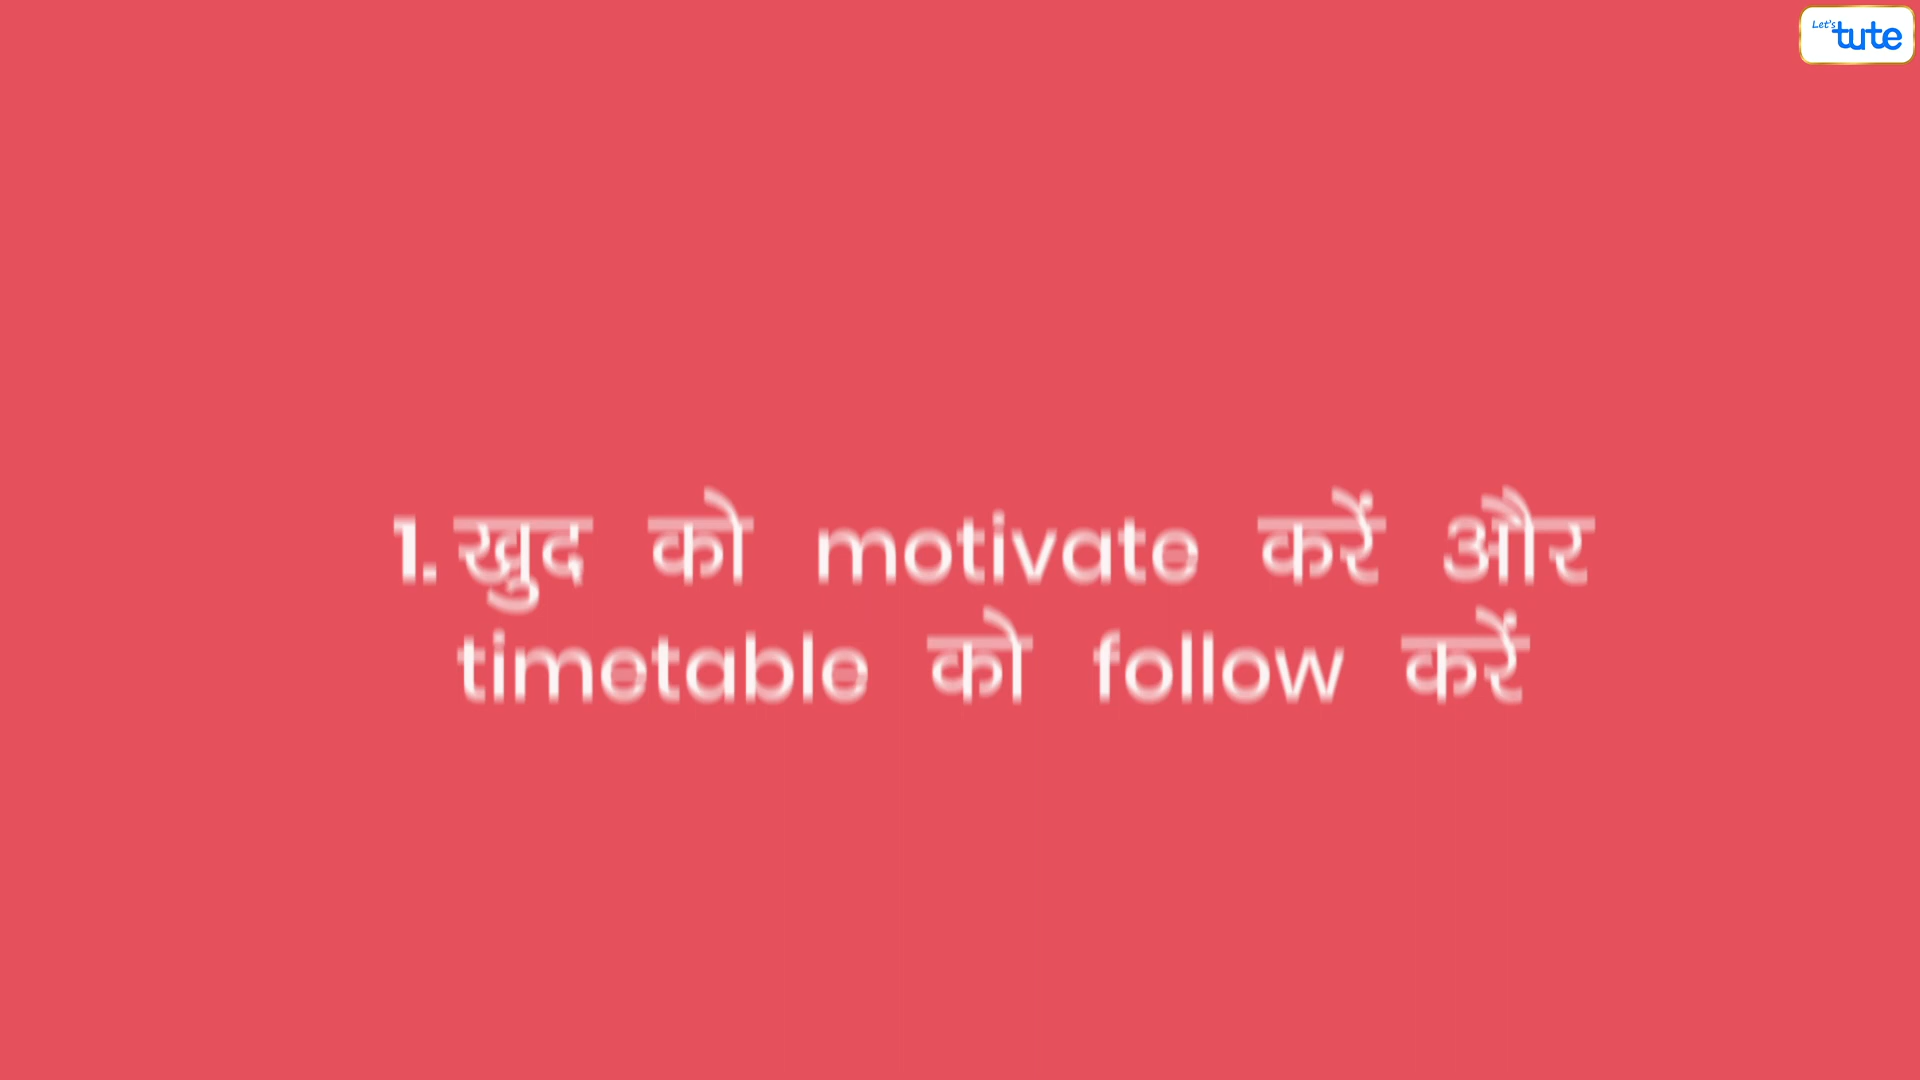 Let's tute
1. खुद को motivate करें और
timetable को follow करें